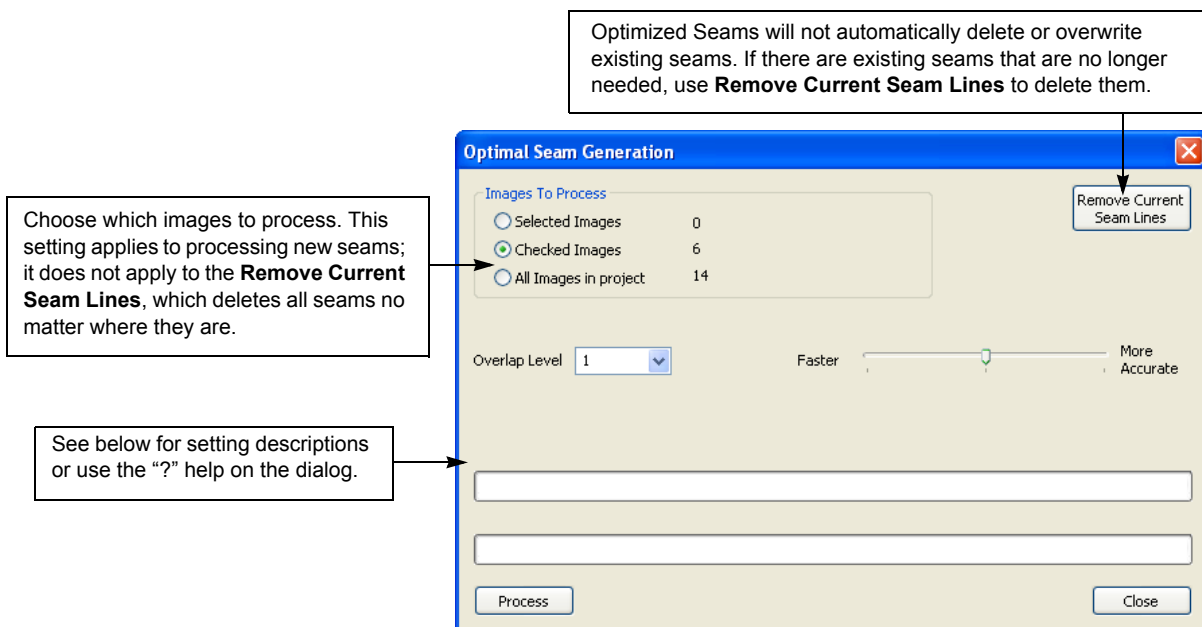 Optimized Seams will not automatically delete or overwrite
existing seams. If there are existing seams that are no longer
needed, use Remove Current Seam Lines to delete them.
Optimal Seam Generation
Images To Process
Selected Images 0
Checked Images 6
All Images in project 14
Remove Current
Seam Lines
Choose which images to process. This
setting applies to processing new seams;
it does not apply to the Remove Current
Seam Lines, which deletes all seams no
matter where they are.
Overlap Level 1
Faster
More
Accurate
See below for setting descriptions
or use the “?” help on the dialog.
Process
Close